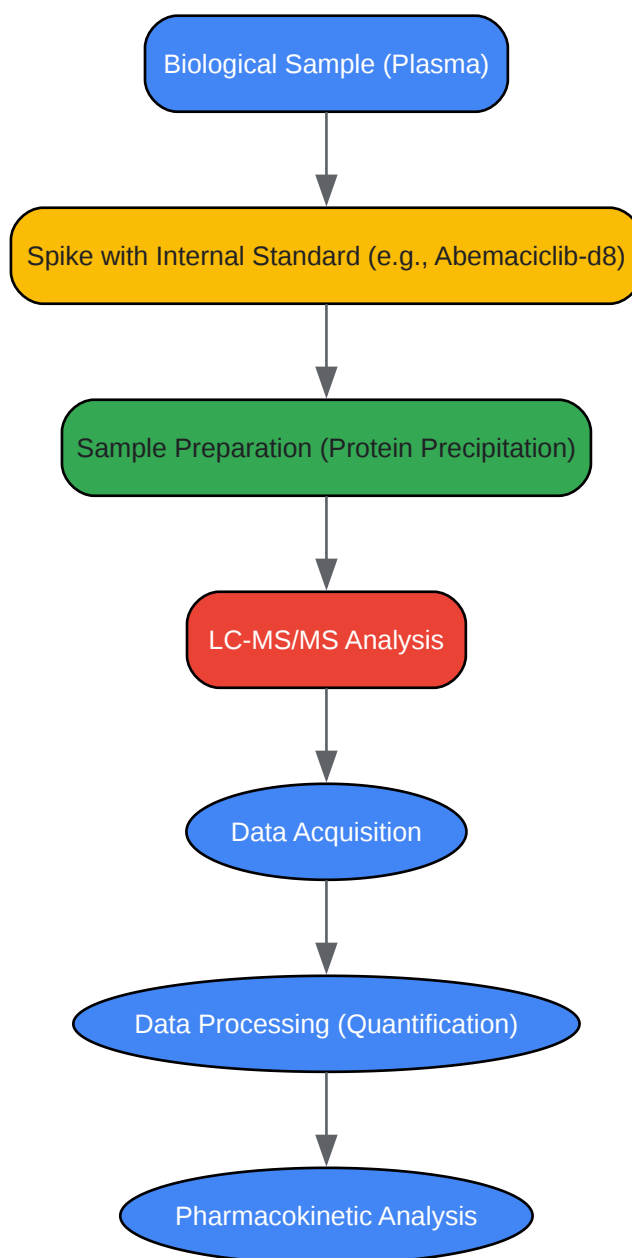 Biological Sample (Plasma)
Spike with Internal Standard (e.g., Abemaciclib-d8)
Sample Preparation (Protein Precipitation)
LC-MS/MS Analysis
Data Acquisition
Data Processing (Quantification)
Pharmacokinetic Analysis